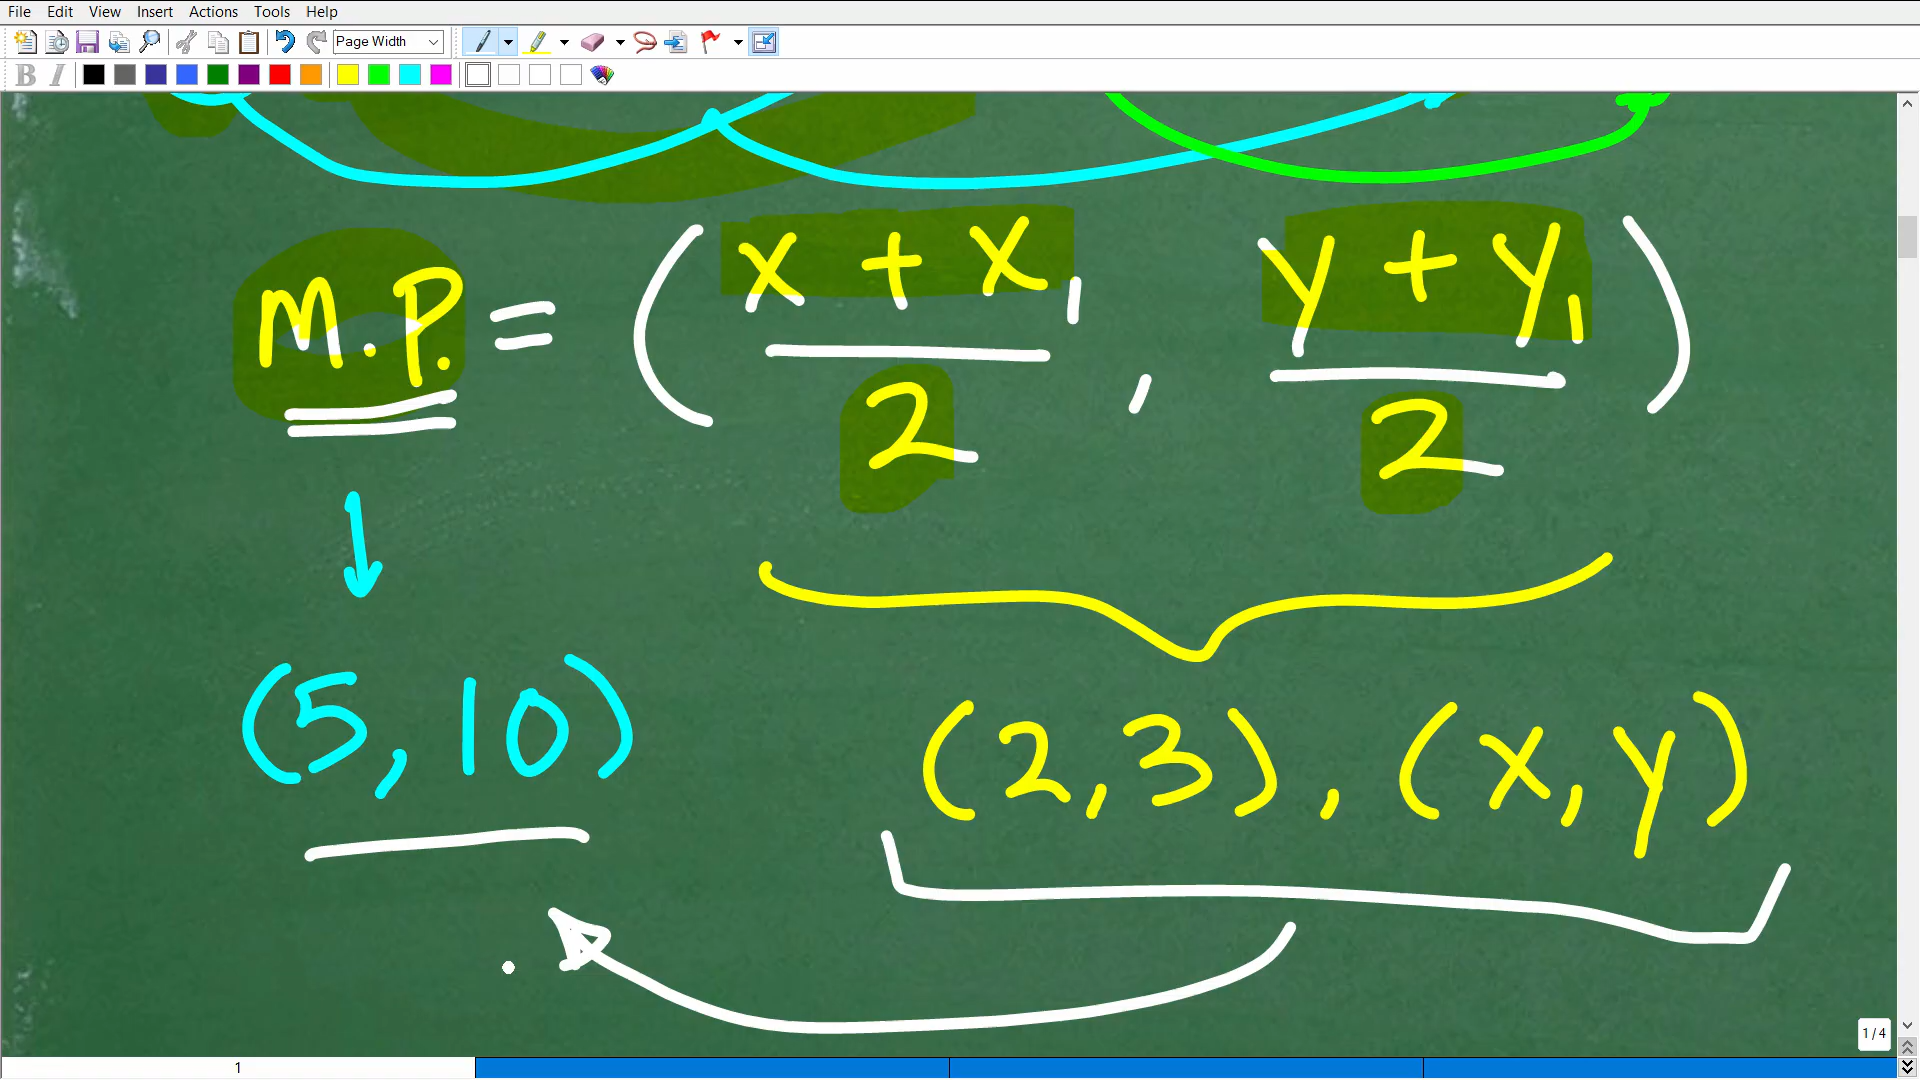 File Edit View Insert Actions Tools Help
Page Width
B I
M.P. = ( x + x₁ / 2 , y + y₁ / 2 )
(5, 10)
(2, 3), (x, y)
1 / 4
1